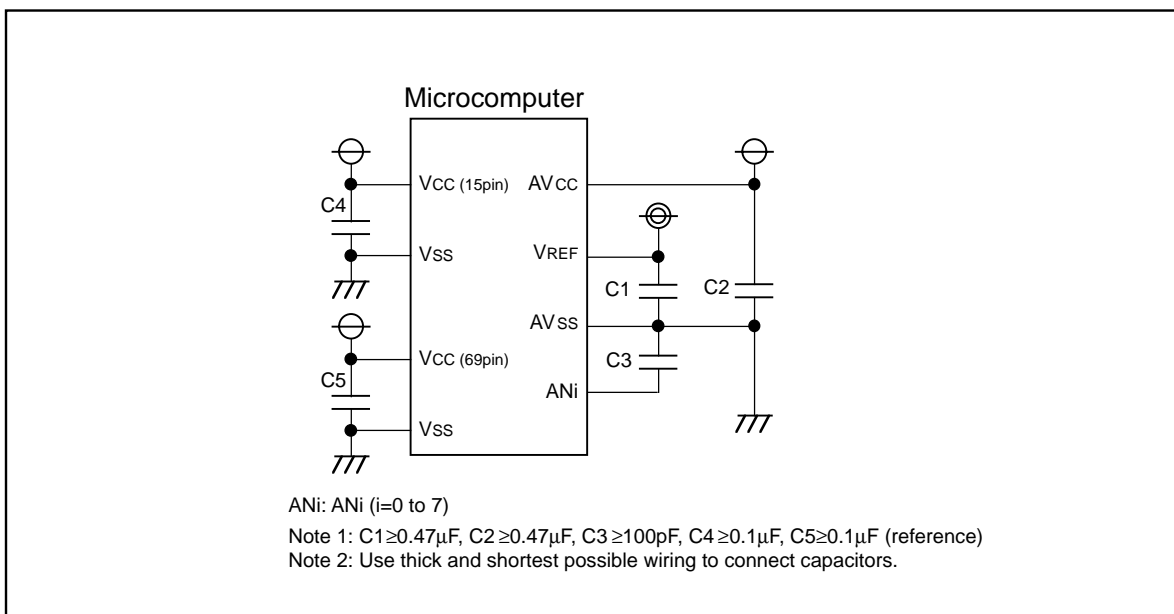 Microcomputer
VCC (15pin)
AVCC
C4
VSS
VREF
C1
C2
AVSS
VCC (69pin)
C3
C5
ANi
VSS
ANi: ANi (i=0 to 7)
Note 1: C1≥0.47μF, C2≥0.47μF, C3≥100pF, C4≥0.1μF, C5≥0.1μF (reference)
Note 2: Use thick and shortest possible wiring to connect capacitors.